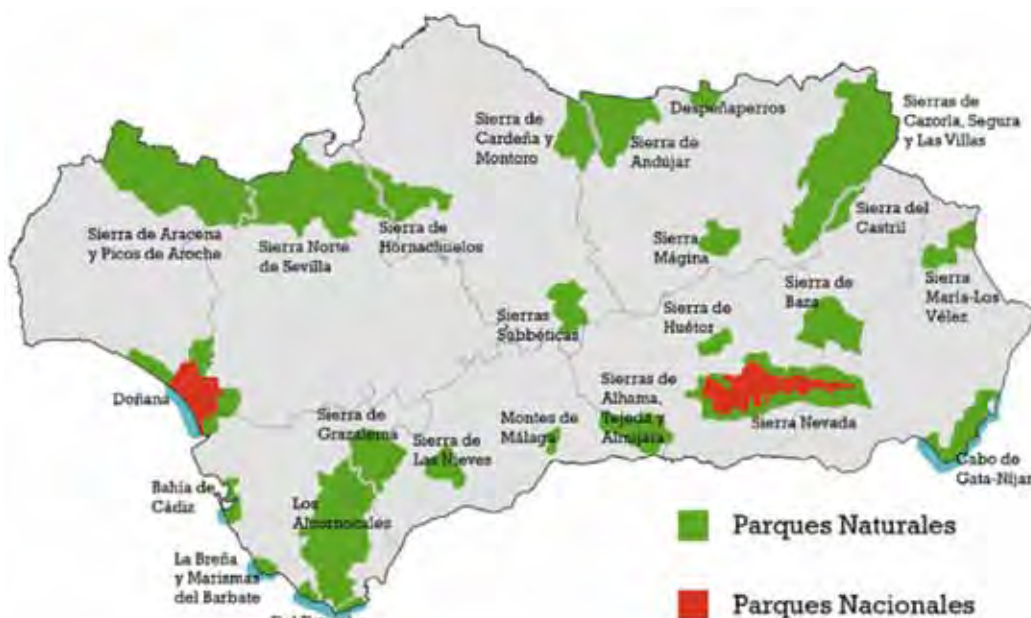 Despeñaperros
Sierras de
Cazorla, Segura
y Las Villas
Sierra de
Cardeña y
Montoro
Sierra de
Andújar
Sierra de Aracena
y Picos de Aroche
Sierra Norte
de Sevilla
Sierra de
Hornachuelos
Sierra
Mágina
Sierra del
Castril
Sierra
María-Los
Vélez
Sierra de
Baza
Sierras
Subbéticas
Sierra de
Huétor
Doñana
Sierras de
Alhama,
Tejeda y
Almijara
Sierra Nevada
Sierra de
Grazalema
Sierra de
Las Nieves
Montes de
Málaga
Cabo de
Gata-Níjar
Bahía de
Cádiz
Los
Alcornocales
La Breña
y Marismas
del Barbate
Parques Naturales
Parques Nacionales